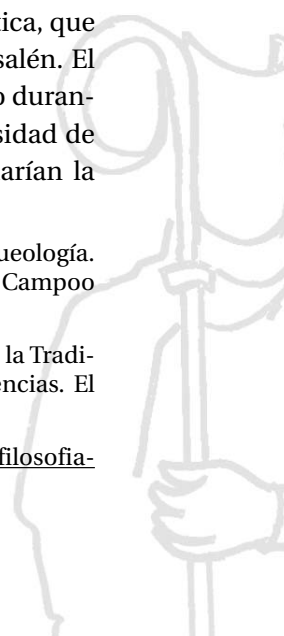 tica, que
salén. El
o duran-
sidad de
arían la
ueología.
Campoo
la Tradi-
encias. El
filosofia-